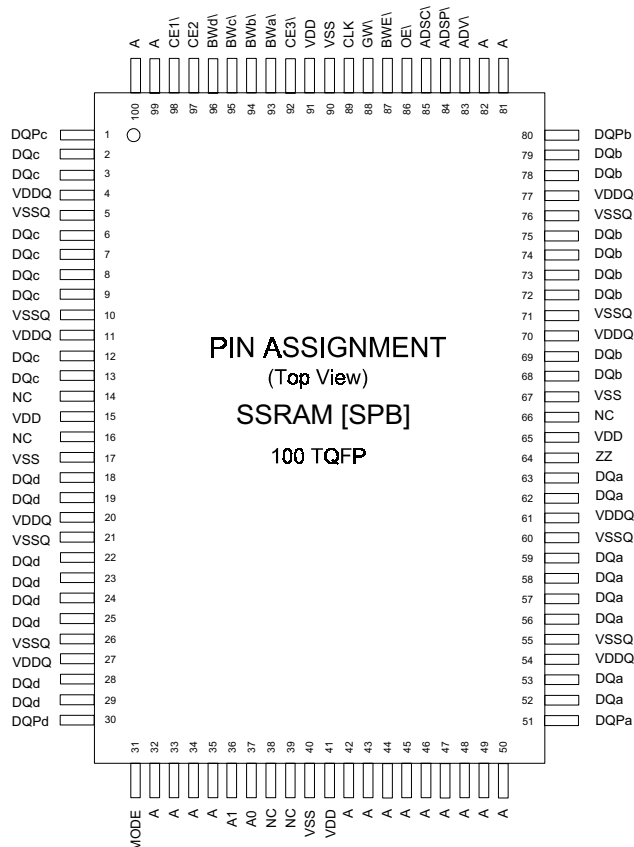 A A CE1\ CE2 BWd\ BWc\ BWb\ BWa\ CE3\ VDD VSS CLK GW\ BWE\ OE\ ADSC\ ADSP\ ADV\ A A
100 99 98 97 96 95 94 93 92 91 90 89 88 87 86 85 84 83 82 81
DQPc 1 80 DQPb
DQc 2 79 DQb
DQc 3 78 DQb
VDDQ 4 77 VDDQ
VSSQ 5 76 VSSQ
DQc 6 75 DQb
DQc 7 74 DQb
DQc 8 73 DQb
DQc 9 72 DQb
VSSQ 10 71 VSSQ
VDDQ 11 70 VDDQ
DQc 12 69 DQb
DQc 13 68 DQb
NC 14 67 VSS
VDD 15 66 NC
NC 16 65 VDD
VSS 17 64 ZZ
DQd 18 63 DQa
DQd 19 62 DQa
VDDQ 20 61 VDDQ
VSSQ 21 60 VSSQ
DQd 22 59 DQa
DQd 23 58 DQa
DQd 24 57 DQa
DQd 25 56 DQa
VSSQ 26 55 VSSQ
VDDQ 27 54 VDDQ
DQd 28 53 DQa
DQd 29 52 DQa
DQPd 30 51 DQPa
PIN ASSIGNMENT
(Top View)
SSRAM [SPB]
100 TQFP
31 32 33 34 35 36 37 38 39 40 41 42 43 44 45 46 47 48 49 50
MODE A A A A A1 A0 NC NC VSS VDD A A A A A A A A A